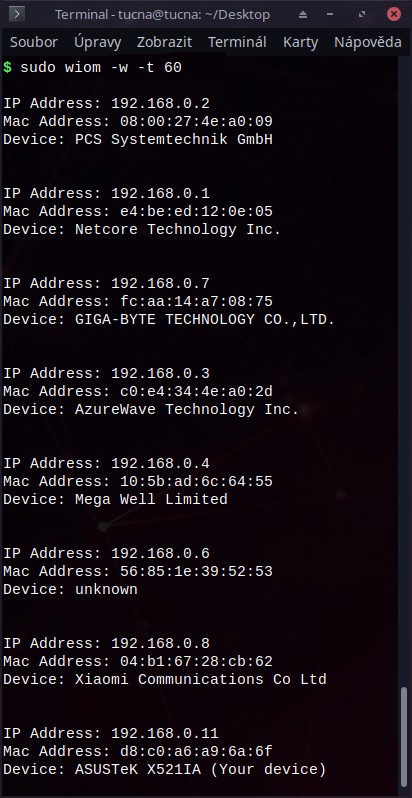 Terminal - tucna@tucna: ~/Desktop
Soubor Úpravy Zobrazit Terminál Karty Nápověda
$ sudo wiom -w -t 60
IP Address: 192.168.0.2
Mac Address: 08:00:27:4e:a0:09
Device: PCS Systemtechnik GmbH
IP Address: 192.168.0.1
Mac Address: e4:be:ed:12:0e:05
Device: Netcore Technology Inc.
IP Address: 192.168.0.7
Mac Address: fc:aa:14:a7:08:75
Device: GIGA-BYTE TECHNOLOGY CO.,LTD.
IP Address: 192.168.0.3
Mac Address: c0:e4:34:4e:a0:2d
Device: AzureWave Technology Inc.
IP Address: 192.168.0.4
Mac Address: 10:5b:ad:6c:64:55
Device: Mega Well Limited
IP Address: 192.168.0.6
Mac Address: 56:85:1e:39:52:53
Device: unknown
IP Address: 192.168.0.8
Mac Address: 04:b1:67:28:cb:62
Device: Xiaomi Communications Co Ltd
IP Address: 192.168.0.11
Mac Address: d8:c0:a6:a9:6a:6f
Device: ASUSTeK X521IA (Your device)